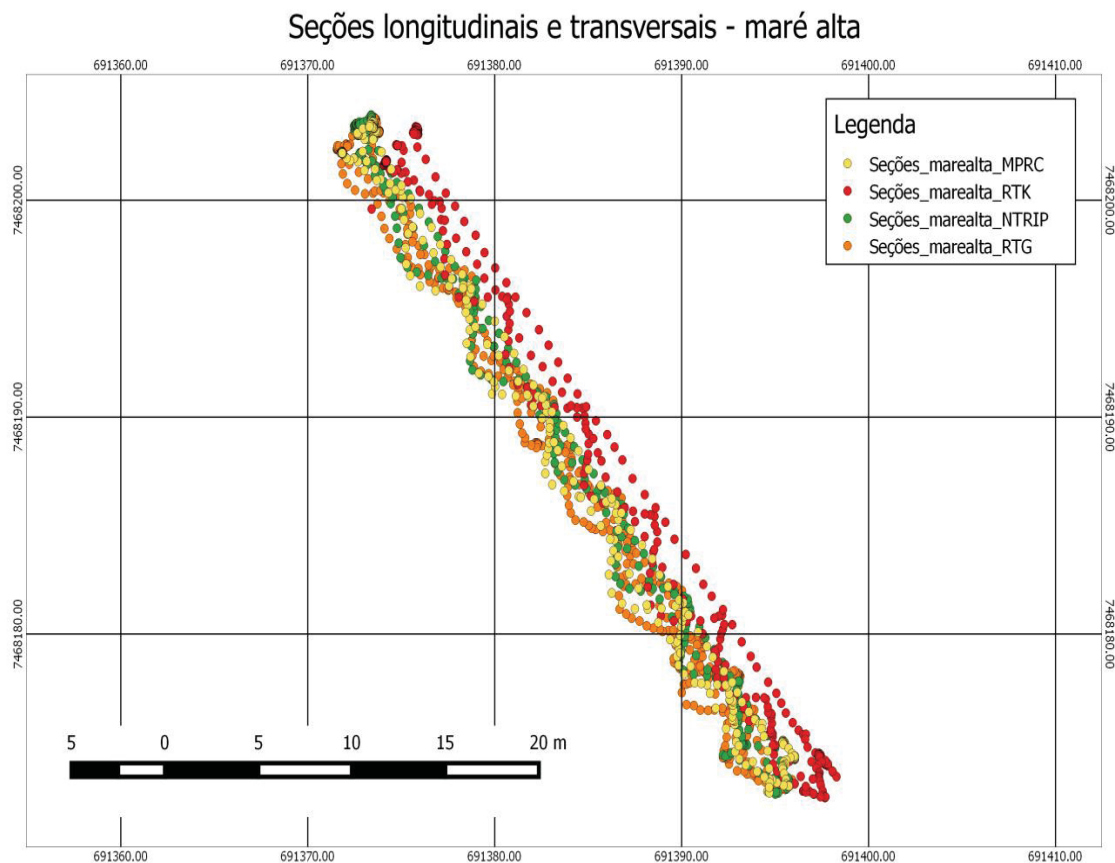 Seções longitudinais e transversais - maré alta
691360.00 691370.00 691380.00 691390.00 691400.00 691410.00
Legenda
Seções_marealta_MPRC
Seções_marealta_RTK
Seções_marealta_NTRIP
Seções_marealta_RTG
7468200.00 7468200.00
7468190.00 7468190.00
7468180.00 7468180.00
5 0 5 10 15 20 m
691360.00 691370.00 691380.00 691390.00 691400.00 691410.00